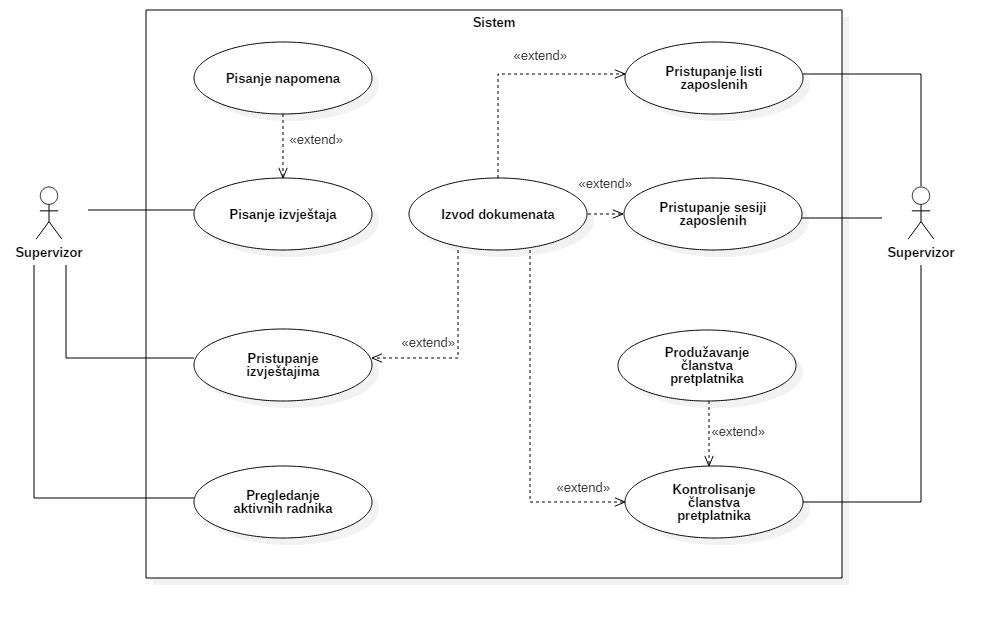 Sistem
«extend»
Pisanje napomena
Pristupanje listi
zaposlenih
«extend»
«extend»
Pisanje izvještaja
Izvod dokumenata
Pristupanje sesiji
zaposlenih
Supervizor
Supervizor
«extend»
Pristupanje
izvještajima
Produžavanje
članstva
pretplatnika
«extend»
«extend»
Pregledanje
aktivnih radnika
Kontrolisanje
članstva
pretplatnika